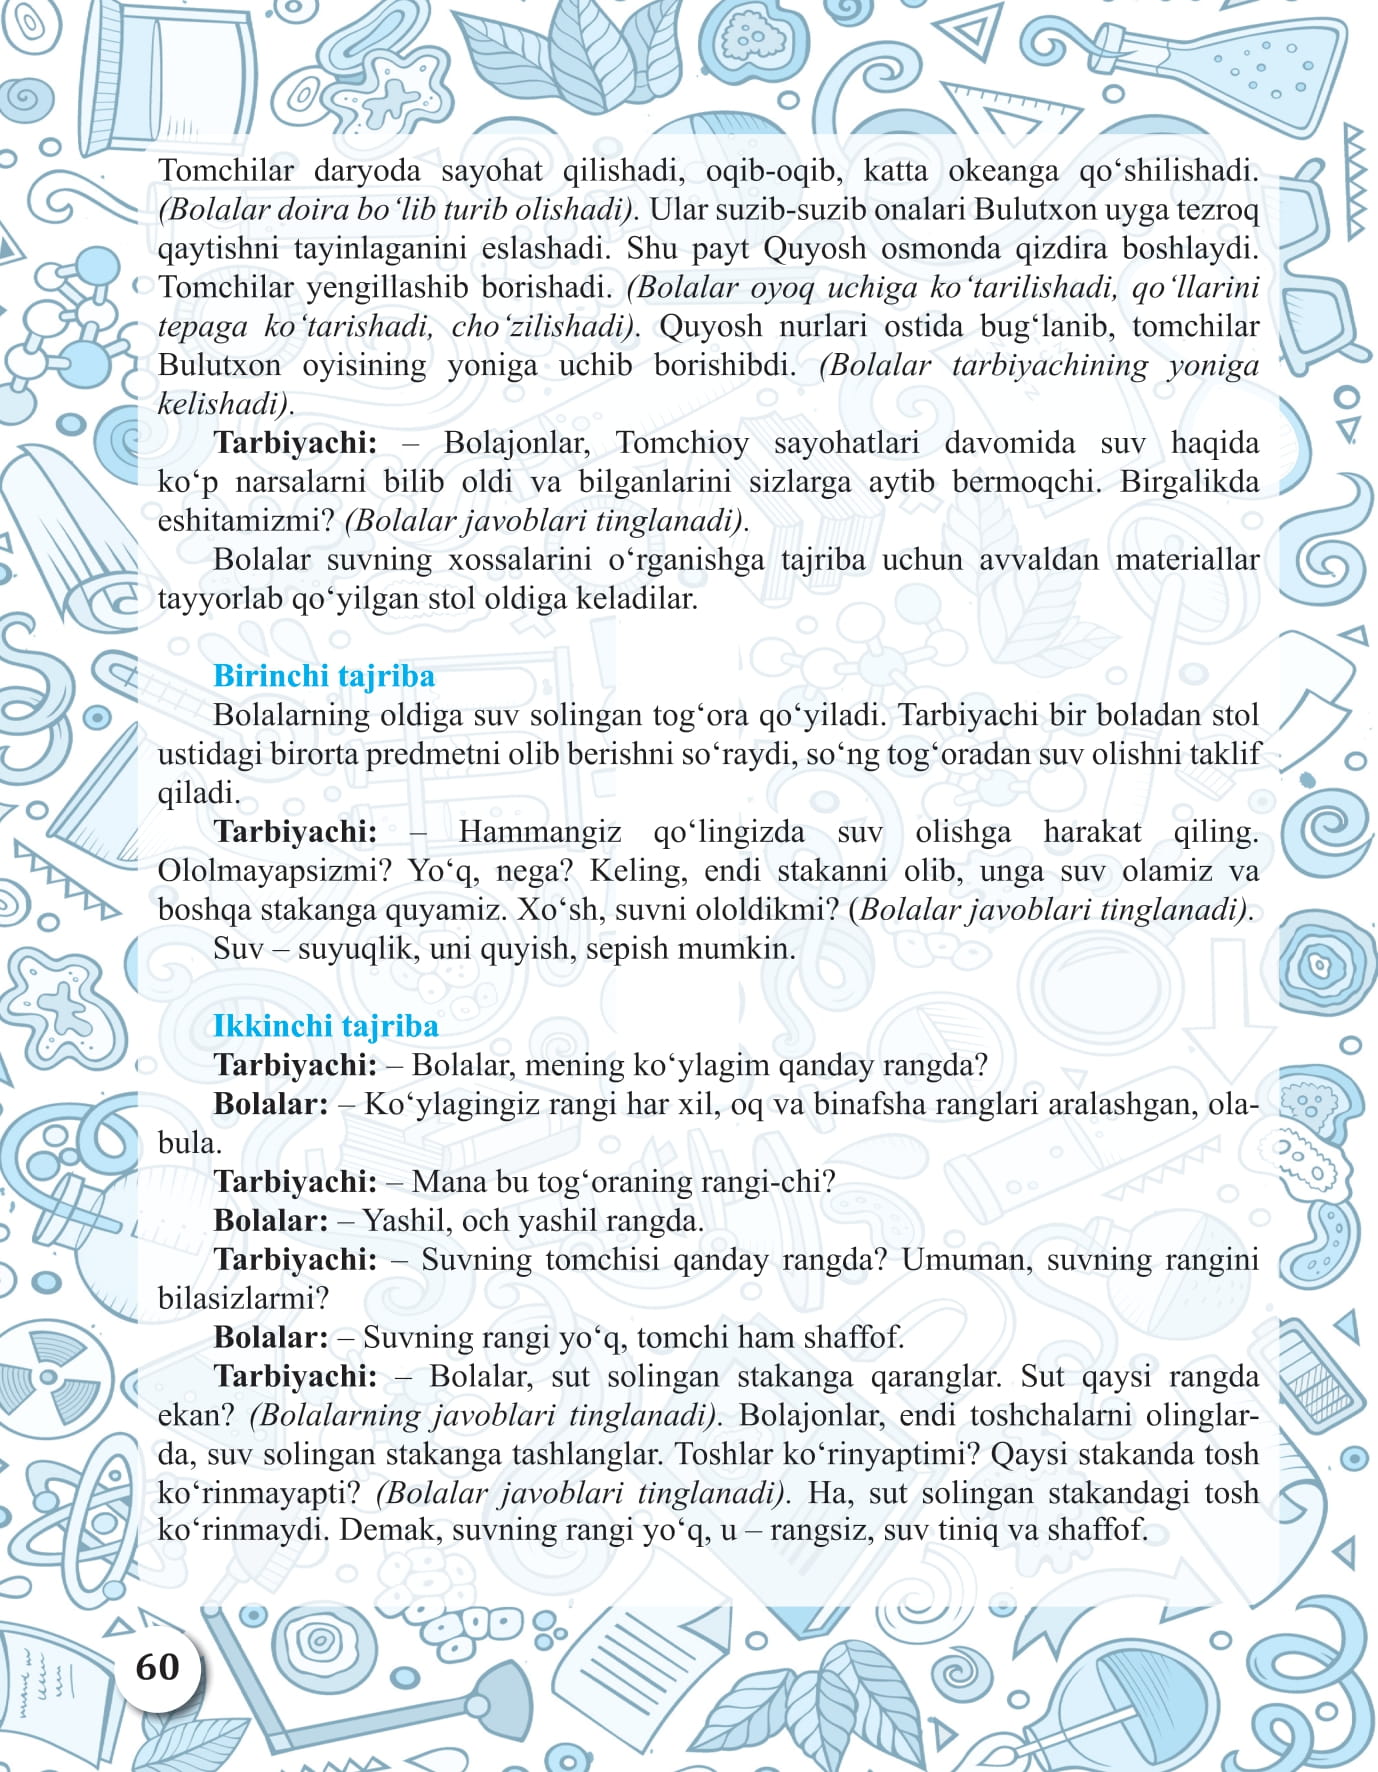 Tomchilar daryoda sayohat qilishadi, oqib-oqib, katta okeanga qo‘shilishadi.
(Bolalar doira bo‘lib turib olishadi). Ular suzib-suzib onalari Bulutxon uyga tezroq
qaytishni tayinlaganini eslashadi. Shu payt Quyosh osmonda qizdira boshlaydi.
Tomchilar yengillashib borishadi. (Bolalar oyoq uchiga ko‘tarilishadi, qo‘llarini
tepaga ko‘tarishadi, cho‘zilishadi). Quyosh nurlari ostida bug‘lanib, tomchilar
Bulutxon oyisining yoniga uchib borishibdi. (Bolalar tarbiyachining yoniga
kelishadi).
Tarbiyachi: – Bolajonlar, Tomchioy sayohatlari davomida suv haqida
ko‘p narsalarni bilib oldi va bilganlarini sizlarga aytib bermoqchi. Birgalikda
eshitamizmi? (Bolalar javoblari tinglanadi).
Bolalar suvning xossalarini o‘rganishga tajriba uchun avvaldan materiallar
tayyorlab qo‘yilgan stol oldiga keladilar.
Birinchi tajriba
Bolalarning oldiga suv solingan tog‘ora qo‘yiladi. Tarbiyachi bir boladan stol
ustidagi birorta predmetni olib berishni so‘raydi, so‘ng tog‘oradan suv olishni taklif
qiladi.
Tarbiyachi: – Hammangiz qo‘lingizda suv olishga harakat qiling.
Ololmayapsizmi? Yo‘q, nega? Keling, endi stakanni olib, unga suv olamiz va
boshqa stakanga quyamiz. Xo‘sh, suvni ololdikmi? (Bolalar javoblari tinglanadi).
Suv – suyuqlik, uni quyish, sepish mumkin.
Ikkinchi tajriba
Tarbiyachi: – Bolalar, mening ko‘ylagim qanday rangda?
Bolalar: – Ko‘ylagingiz rangi har xil, oq va binafsha ranglari aralashgan, ola-
bula.
Tarbiyachi: – Mana bu tog‘oraning rangi-chi?
Bolalar: – Yashil, och yashil rangda.
Tarbiyachi: – Suvning tomchisi qanday rangda? Umuman, suvning rangini
bilasizlarmi?
Bolalar: – Suvning rangi yo‘q, tomchi ham shaffof.
Tarbiyachi: – Bolalar, sut solingan stakanga qaranglar. Sut qaysi rangda
ekan? (Bolalarning javoblari tinglanadi). Bolajonlar, endi toshchalarni olinglar-
da, suv solingan stakanga tashlanglar. Toshlar ko‘rinyaptimi? Qaysi stakanda tosh
ko‘rinmayapti? (Bolalar javoblari tinglanadi). Ha, sut solingan stakandagi tosh
ko‘rinmaydi. Demak, suvning rangi yo‘q, u – rangsiz, suv tiniq va shaffof.
60